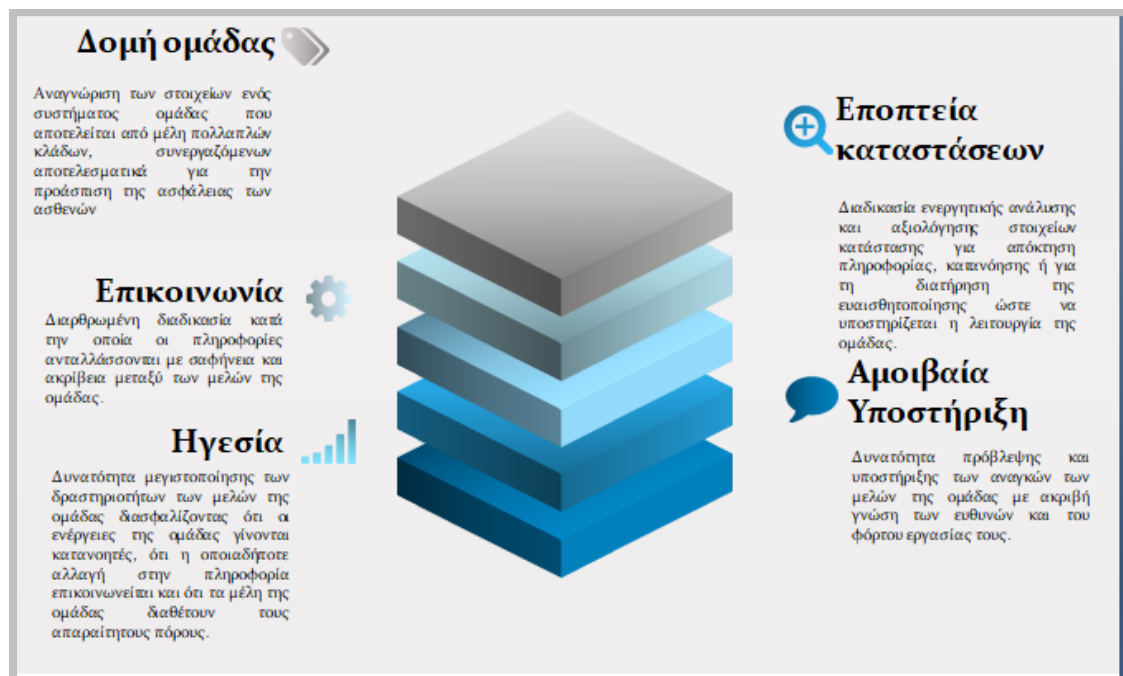 Δομή ομάδας
Αναγνώριση των στοιχείων ενός
συστήματος ομάδας που
αποτελείται από μέλη πολλαπλών
κλάδων, συνεργαζόμενων
αποτελεσματικά για την
προάσπιση της ασφάλειας των
ασθενών
Επικοινωνία
Διαρθρωμένη διαδικασία κατά
την οποία οι πληροφορίες
ανταλλάσσονται με σαφήνεια και
ακρίβεια μεταξύ των μελών της
ομάδας.
Ηγεσία
Δυνατότητα μεγιστοποίησης των
δραστηριοτήτων των μελών της
ομάδας διασφαλίζοντας ότι οι
ενέργειες της ομάδας γίνονται
κατανοητές, ότι η οποιαδήποτε
αλλαγή στην πληροφορία
επικοινωνείται και ότι τα μέλη της
ομάδας διαθέτουν τους
απαραίτητους πόρους.
Εποπτεία
καταστάσεων
Διαδικασία ενεργητικής ανάλυσης
και αξιολόγησης στοιχείων
κατάστασης για απόκτηση
πληροφορίας, κατανόησης ή για
τη διατήρηση της
ευαισθητοποίησης ώστε να
υποστηρίζεται η λειτουργία της
ομάδας.
Αμοιβαία
Υποστήριξη
Δυνατότητα πρόβλεψης και
υποστήριξης των αναγκών των
μελών της ομάδας με ακριβή
γνώση των ευθυνών και του
φόρτου εργασίας τους.